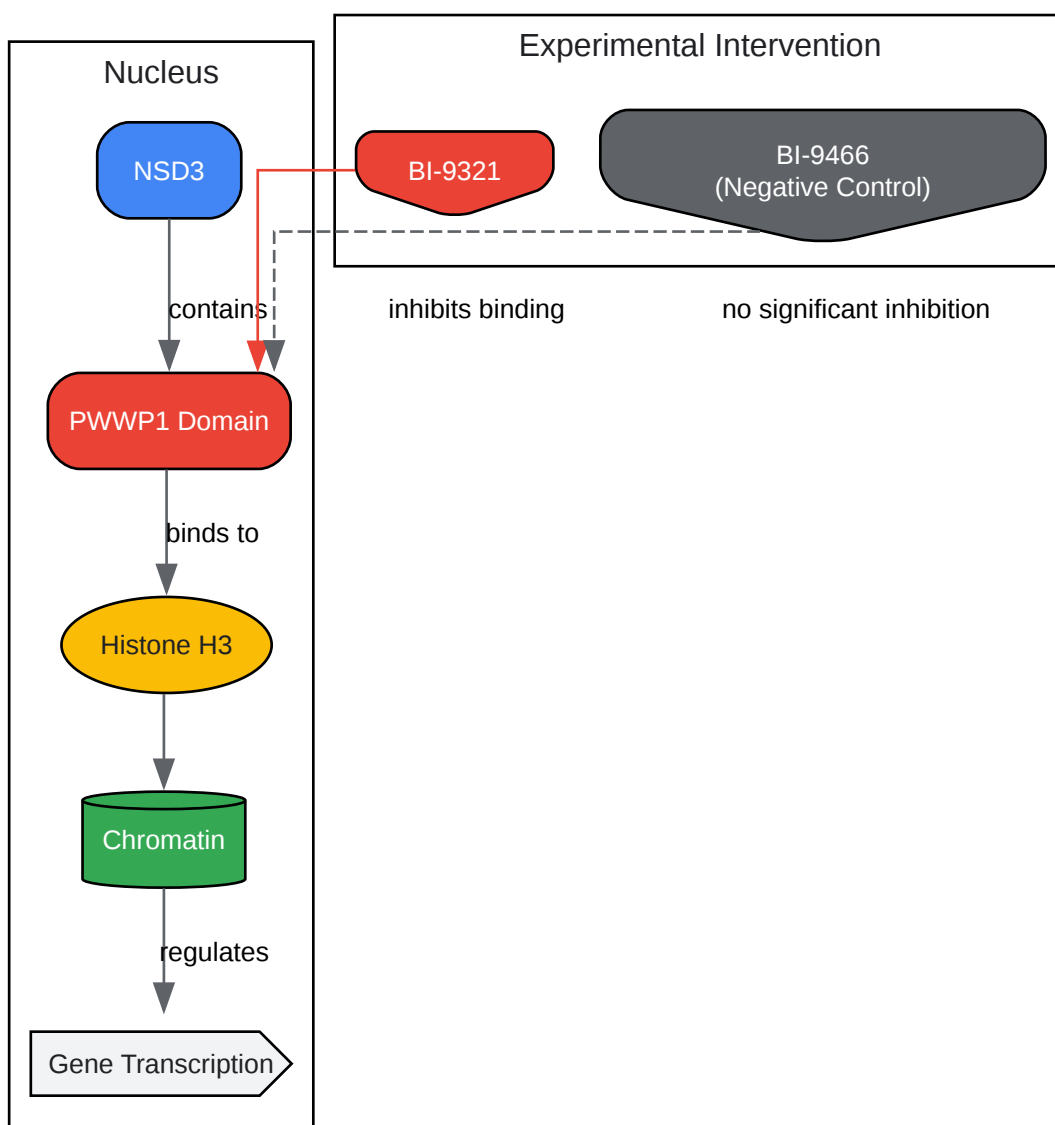 Experimental Intervention
Nucleus
NSD3
BI-9321
BI-9466
(Negative Control)
contains
inhibits binding
no significant inhibition
PWWP1 Domain
binds to
Histone H3
Chromatin
regulates
Gene Transcription